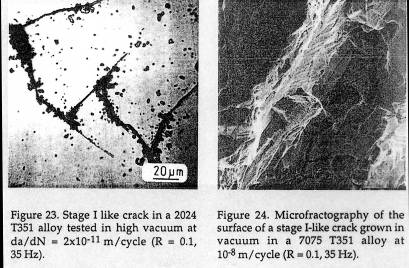 20µm
Figure 23. Stage I like crack in a 2024
T351 alloy tested in high vacuum at
da/dN = 2x10-11 m/cycle (R = 0.1,
35 Hz).
Figure 24. Microfractography of the
surface of a stage I-like crack grown in
vacuum in a 7075 T351 alloy at
10-8 m/cycle (R = 0.1, 35 Hz).